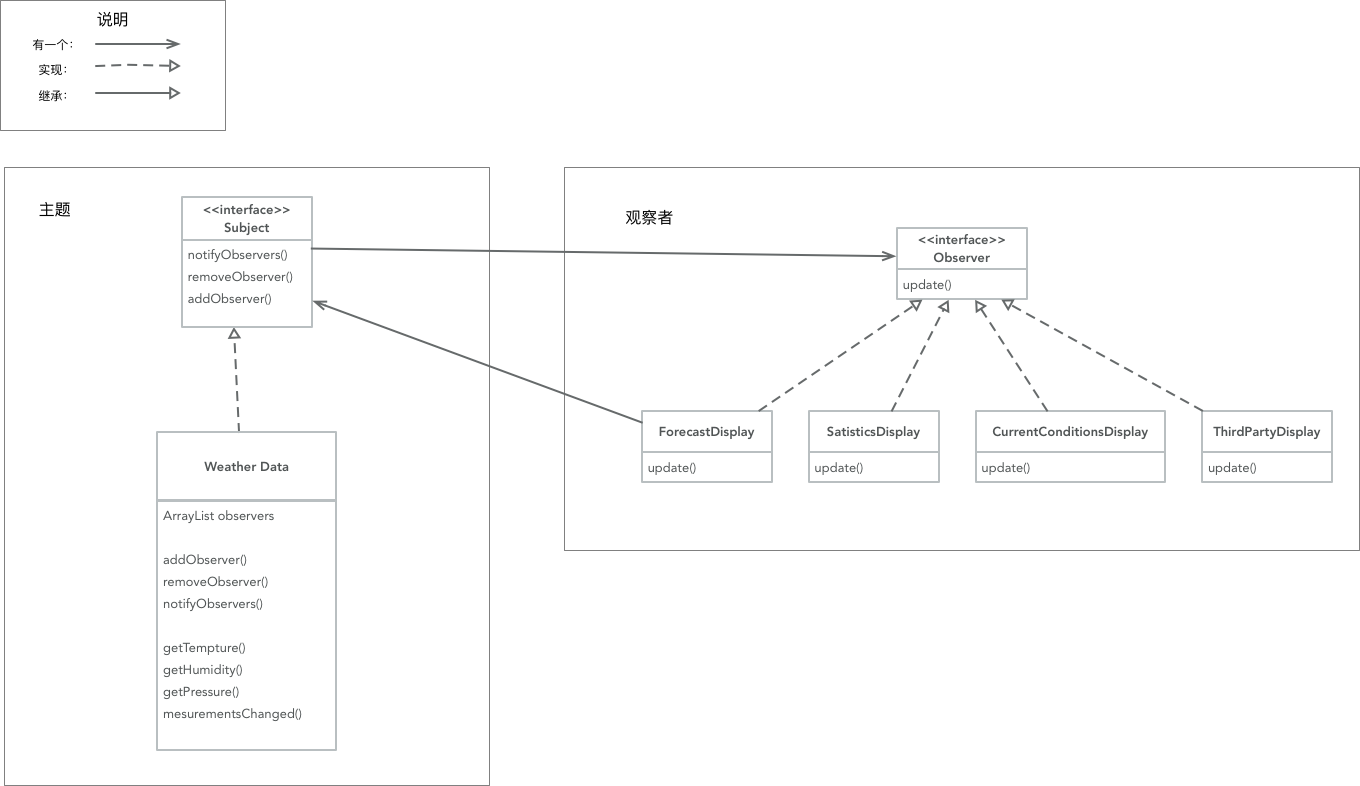 说明
有一个：
实现：
继承：
主题
<<interface>>
Subject
notifyObservers()
removeObserver()
addObserver()
Weather Data
ArrayList observers
addObserver()
removeObserver()
notifyObservers()
getTempture()
getHumidity()
getPressure()
mesurementsChanged()
观察者
<<interface>>
Observer
update()
ForecastDisplay
update()
SatisticsDisplay
update()
CurrentConditionsDisplay
update()
ThirdPartyDisplay
update()